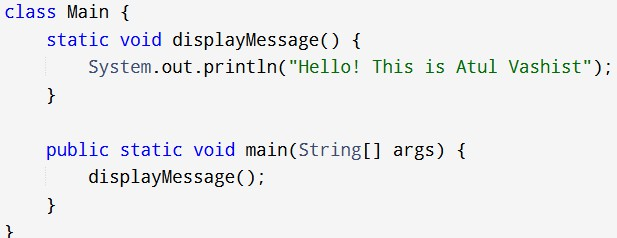 class Main {
    static void displayMessage() {
        System.out.println("Hello! This is Atul Vashist");
    }

    public static void main(String[] args) {
        displayMessage();
    }
}